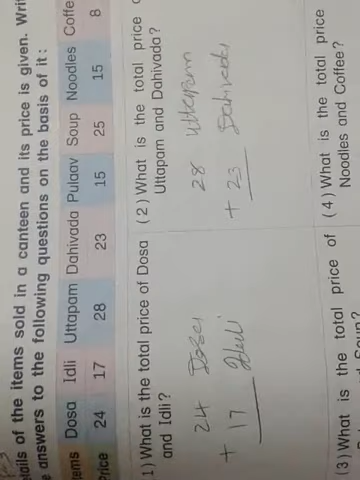 etails of the items sold in a canteen and its price is given. Writ
e answers to the following questions on the basis of it:
tems Dosa Idli Uttapam Dahivada Pulaav Soup Noodles Coffe
Price 24 17 28 23 15 25 15 8
1) What is the total price of Dosa and Idli?
24 Dosa
+ 17 Idli
(2) What is the total price o
Uttapam and Dahivada?
28 Uttapam
+ 23 Dahivada
(3) What is the total price of
(4) What is the total price
Noodles and Coffee?